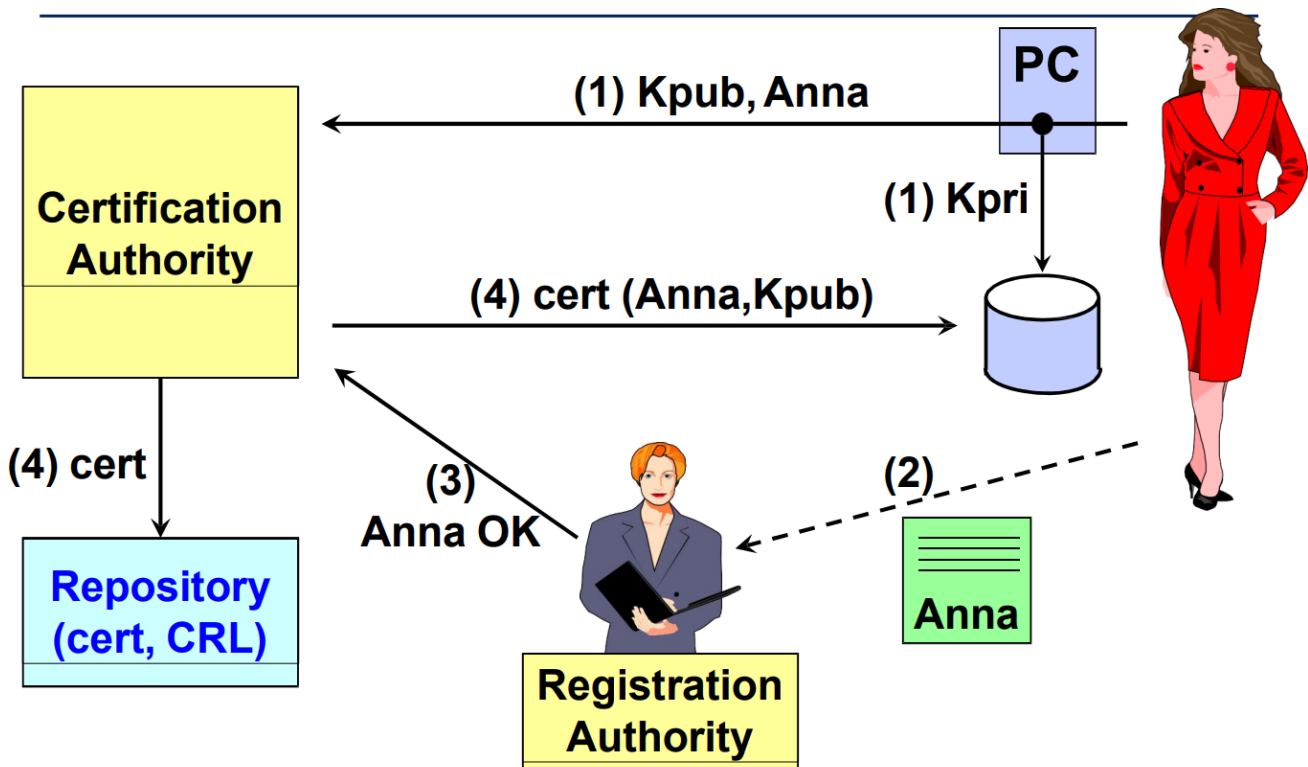 PC
(1) Kpub, Anna
Certification
Authority
(1) Kpri
(4) cert (Anna,Kpub)
(4) cert
(3)
Anna OK
(2)
Anna
Repository
(cert, CRL)
Registration
Authority